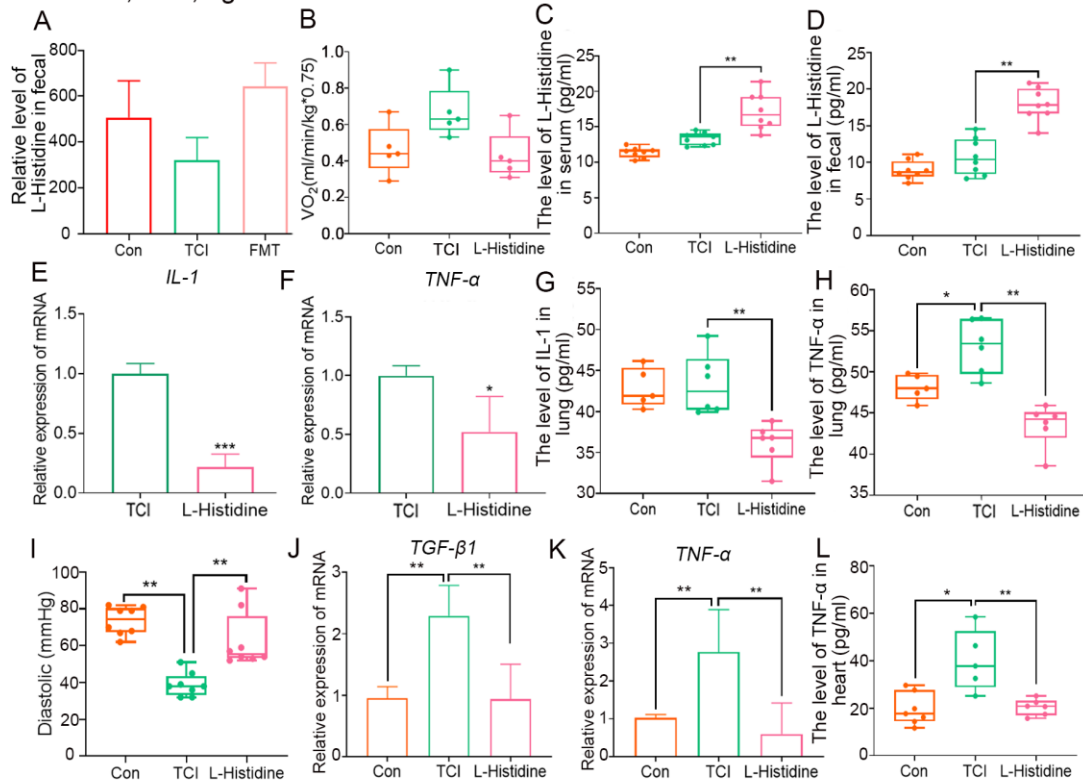 A
Relative level of
L-Histidine in fecal
800
600
400
200
0
Con
TCI
FMT
B
VO2(ml/min/kg*0.75)
1.0
0.8
0.6
0.4
0.2
0.0
Con
TCI
L-Histidine
C
The level of L-Histidine
in serum (pg/ml)
25
20
15
10
5
0
**
Con
TCI
L-Histidine
D
The level of L-Histidine
in fecal (pg/ml)
25
20
15
10
5
0
**
Con
TCI
L-Histidine
E
IL-1
Relative expression of mRNA
1.5
1.0
0.5
0.0
***
TCI
L-Histidine
F
TNF-α
Relative expression of mRNA
1.5
1.0
0.5
0.0
*
TCI
L-Histidine
G
The level of IL-1 in
lung (pg/ml)
55
50
45
40
35
30
**
Con
TCI
L-Histidine
H
The level of TNF-α in
lung (pg/ml)
60
55
50
45
40
35
*
**
Con
TCI
L-Histidine
I
Diastolic (mmHg)
100
80
60
40
20
0
**
**
Con
TCI
L-Histidine
J
TGF-β1
Relative expression of mRNA
3
2
1
0
**
**
Con
TCI
L-Histidine
K
TNF-α
Relative expression of mRNA
5
4
3
2
1
0
**
**
Con
TCI
L-Histidine
L
The level of TNF-α in
heart (pg/ml)
80
60
40
20
0
*
**
Con
TCI
L-Histidine